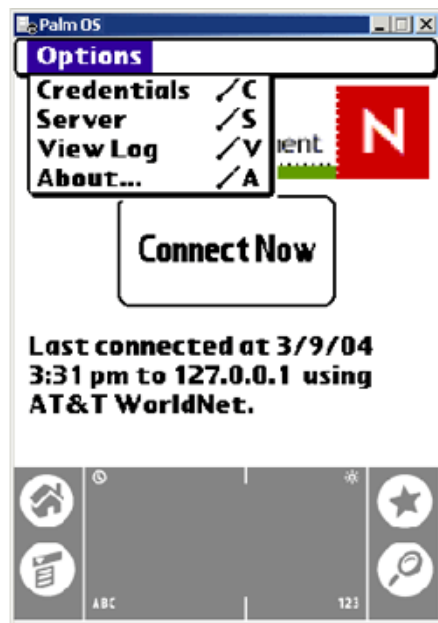 Palm OS
Options
Credentials /C
Server /S
View Log /V
About... /A
ent
N
Connect Now
Last connected at 3/9/04
3:31 pm to 127.0.0.1 using
AT&T WorldNet.
ABC
123